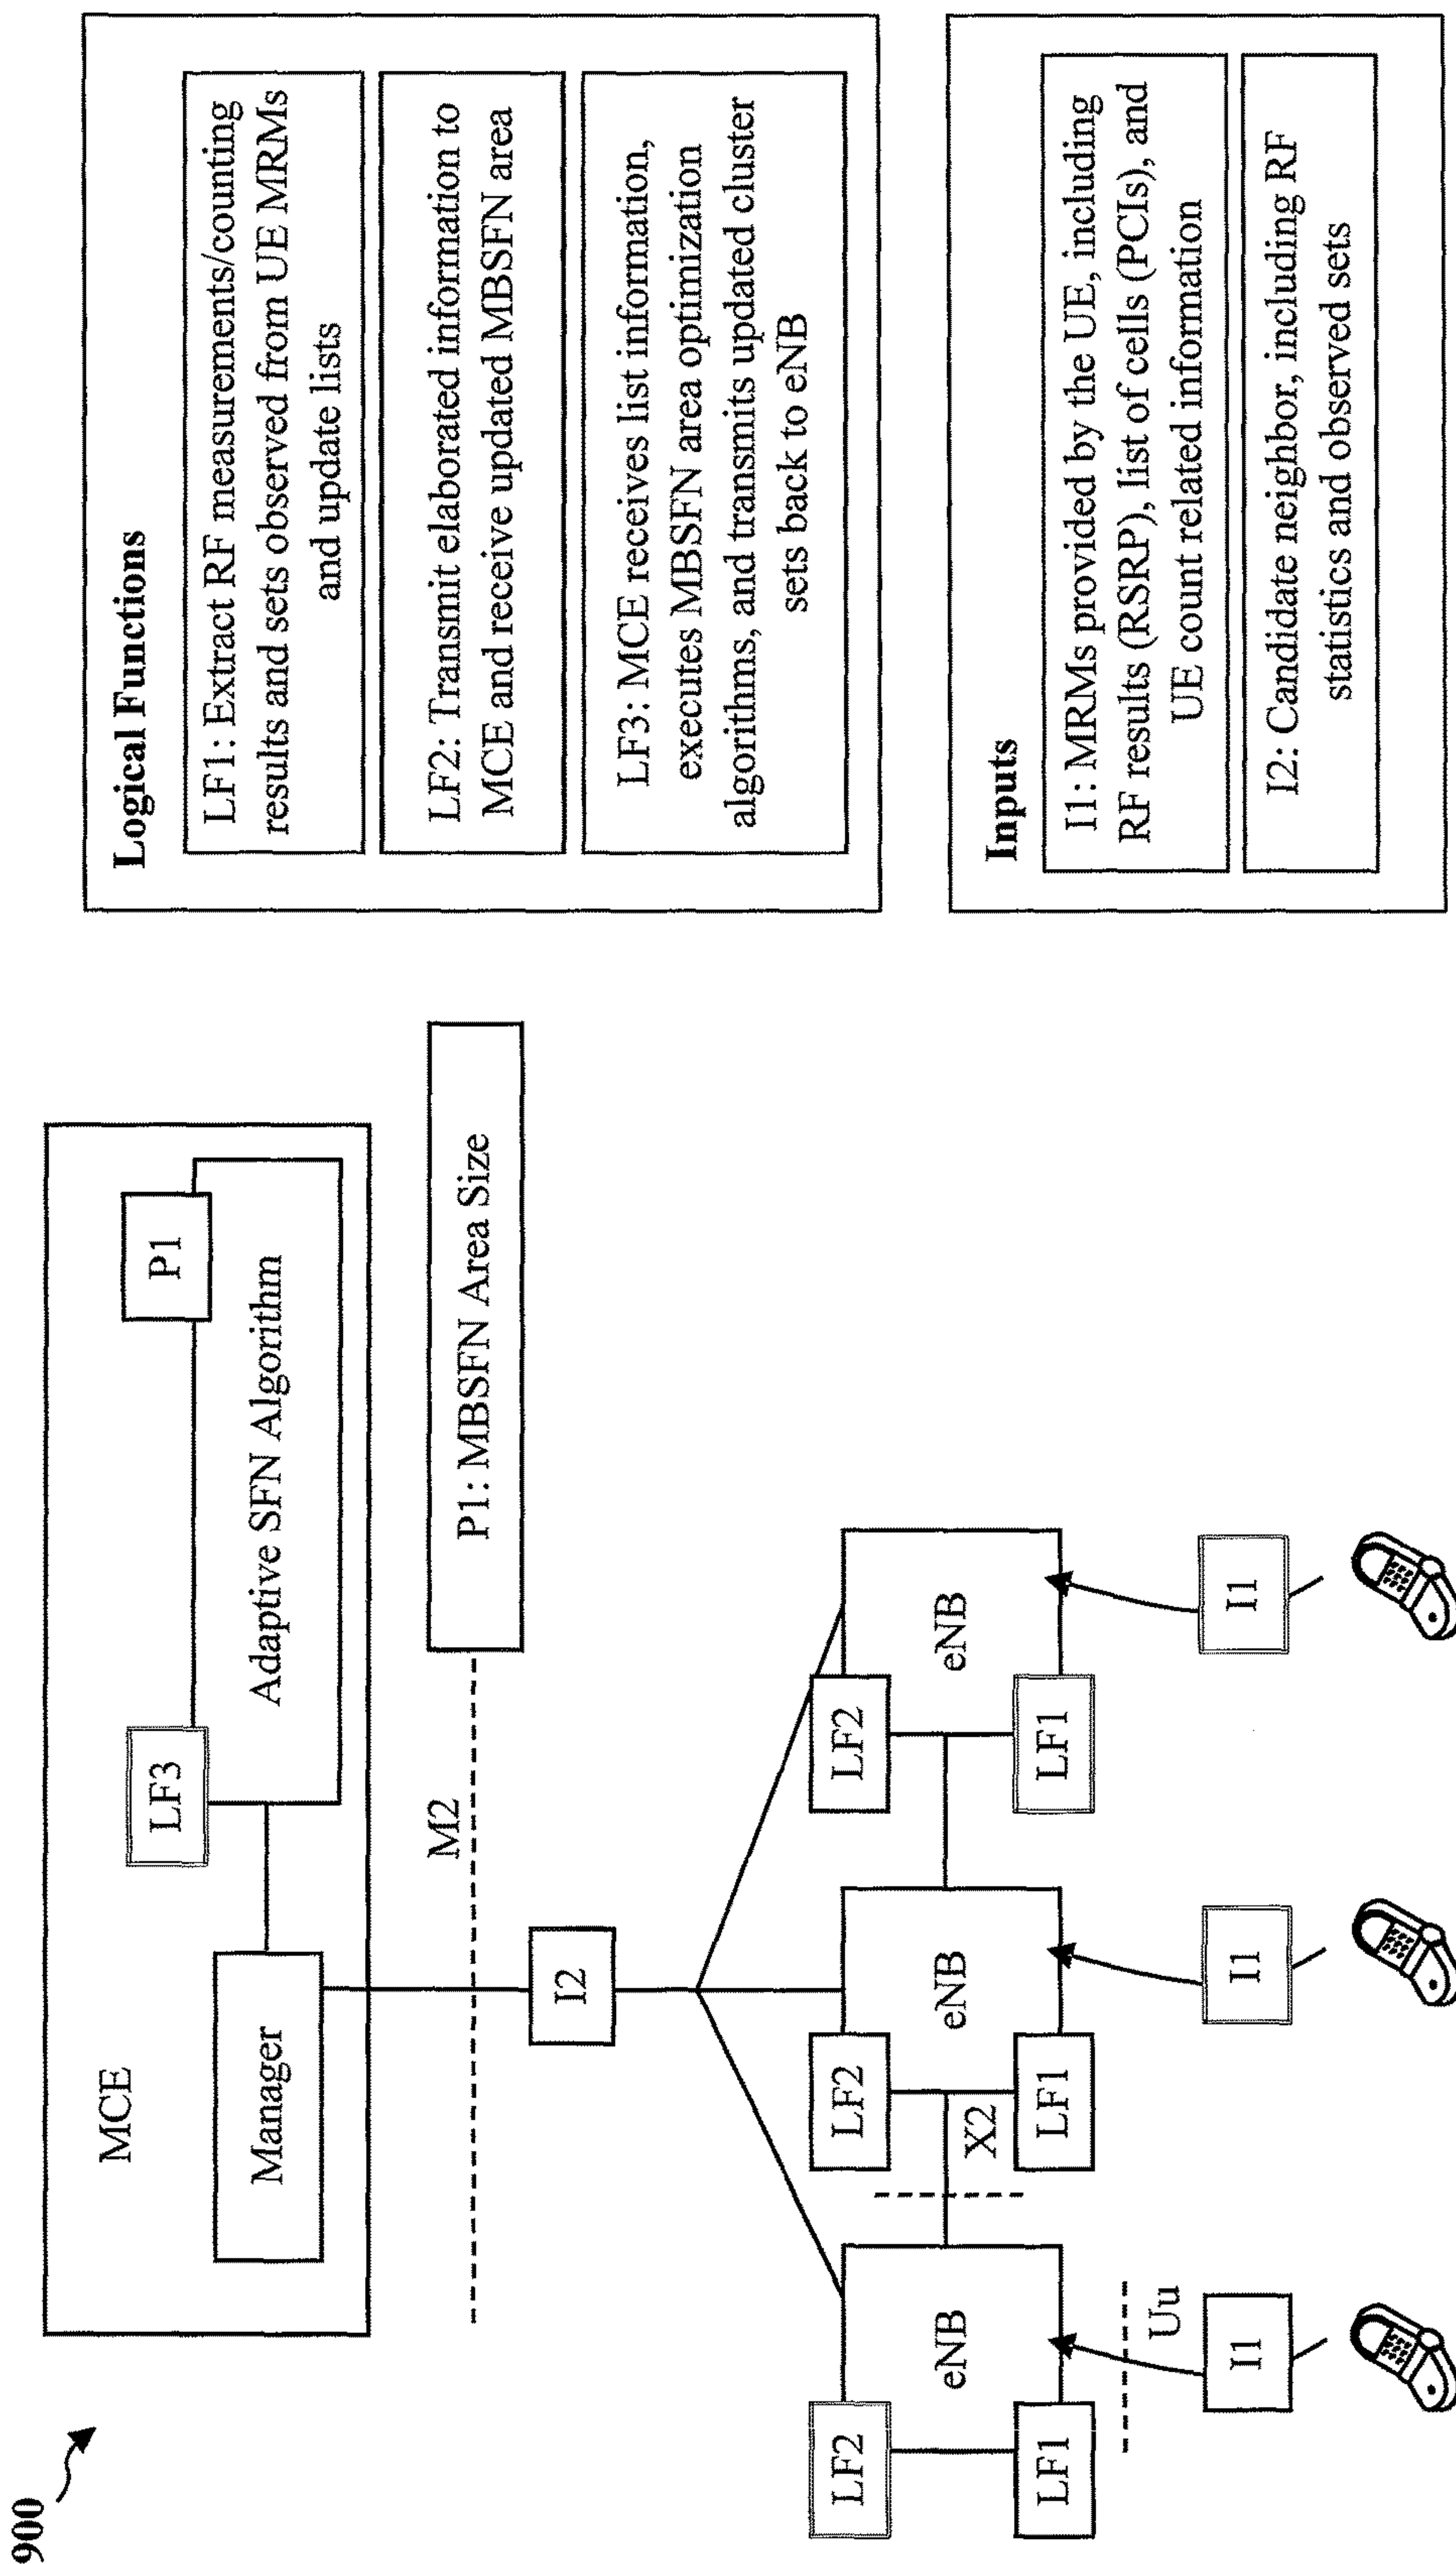 900
MCE
Manager
LF3
P1
Adaptive SFN Algorithm
M2
P1: MBSFN Area Size
I2
LF2
eNB
LF1
X2
LF2
eNB
LF1
LF2
eNB
LF1
Uu
I1
I1
I1
Logical Functions
LF1: Extract RF measurements/counting
results and sets observed from UE MRMs
and update lists
LF2: Transmit elaborated information to
MCE and receive updated MBSFN area
LF3: MCE receives list information,
executes MBSFN area optimization
algorithms, and transmits updated cluster
sets back to eNB
Inputs
I1: MRMs provided by the UE, including
RF results (RSRP), list of cells (PCIs), and
UE count related information
I2: Candidate neighbor, including RF
statistics and observed sets